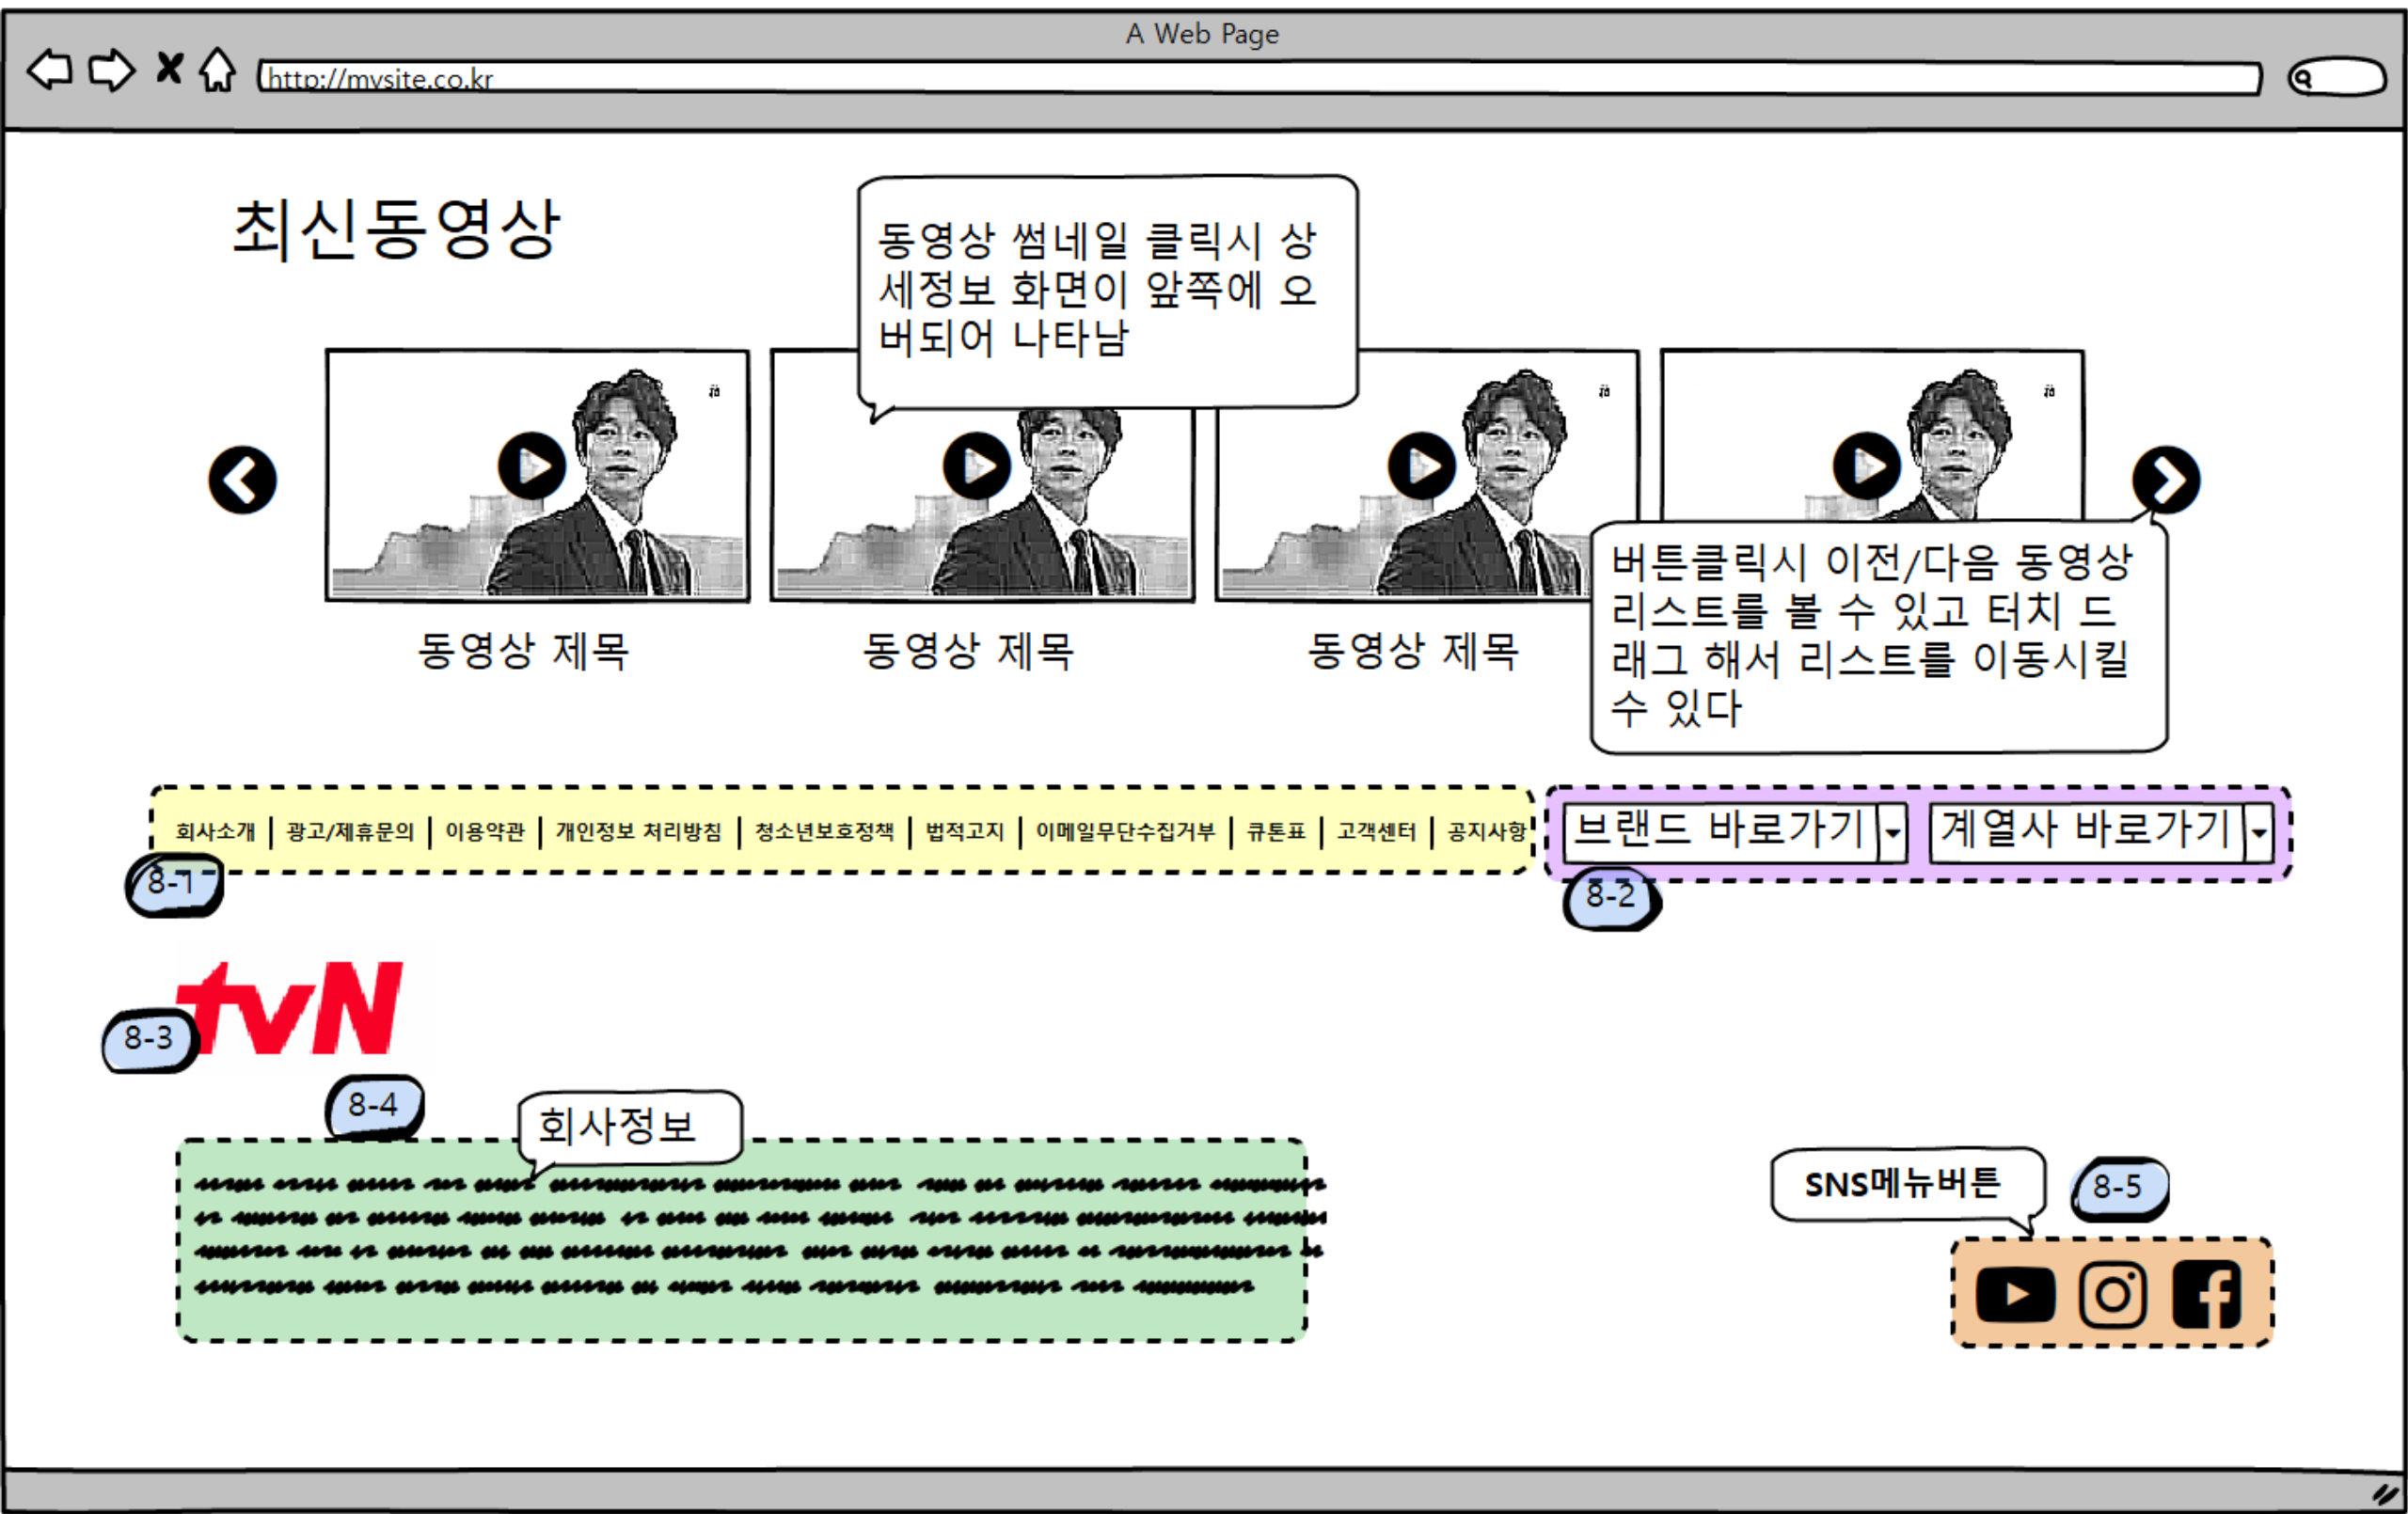 A Web Page
http://mysite.co.kr
최신동영상
동영상 썸네일 클릭시 상
세정보 화면이 앞쪽에 오
버되어 나타남
버튼클릭시 이전/다음 동영상
리스트를 볼 수 있고 터치 드
래그 해서 리스트를 이동시킬
수 있다
동영상 제목
동영상 제목
동영상 제목
회사소개 | 광고/제휴문의 | 이용약관 | 개인정보 처리방침 | 청소년보호정책 | 법적고지 | 이메일무단수집거부 | 큐톤표 | 고객센터 | 공지사항
브랜드 바로가기
계열사 바로가기
8-1
8-2
tvN
8-3
8-4
회사정보
SNS메뉴버튼
8-5